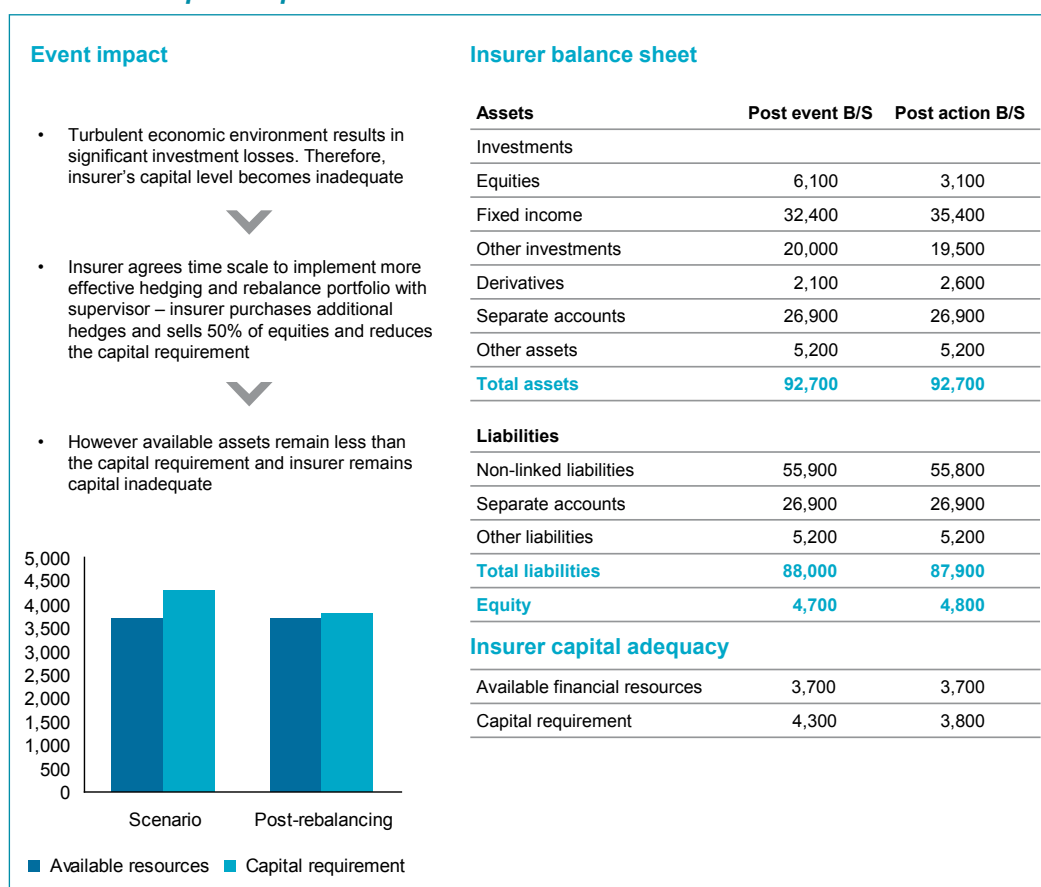 Event impact
• Turbulent economic environment results in
significant investment losses. Therefore,
insurer's capital level becomes inadequate
• Insurer agrees time scale to implement more
effective hedging and rebalance portfolio with
supervisor – insurer purchases additional
hedges and sells 50% of equities and reduces
the capital requirement
• However available assets remain less than
the capital requirement and insurer remains
capital inadequate
5,000
4,500
4,000
3,500
3,000
2,500
2,000
1,500
1,000
500
0
Scenario Post-rebalancing
Available resources Capital requirement
Insurer balance sheet
Assets Post event B/S Post action B/S
Investments
Equities 6,100 3,100
Fixed income 32,400 35,400
Other investments 20,000 19,500
Derivatives 2,100 2,600
Separate accounts 26,900 26,900
Other assets 5,200 5,200
Total assets 92,700 92,700
Liabilities
Non-linked liabilities 55,900 55,800
Separate accounts 26,900 26,900
Other liabilities 5,200 5,200
Total liabilities 88,000 87,900
Equity 4,700 4,800
Insurer capital adequacy
Available financial resources 3,700 3,700
Capital requirement 4,300 3,800